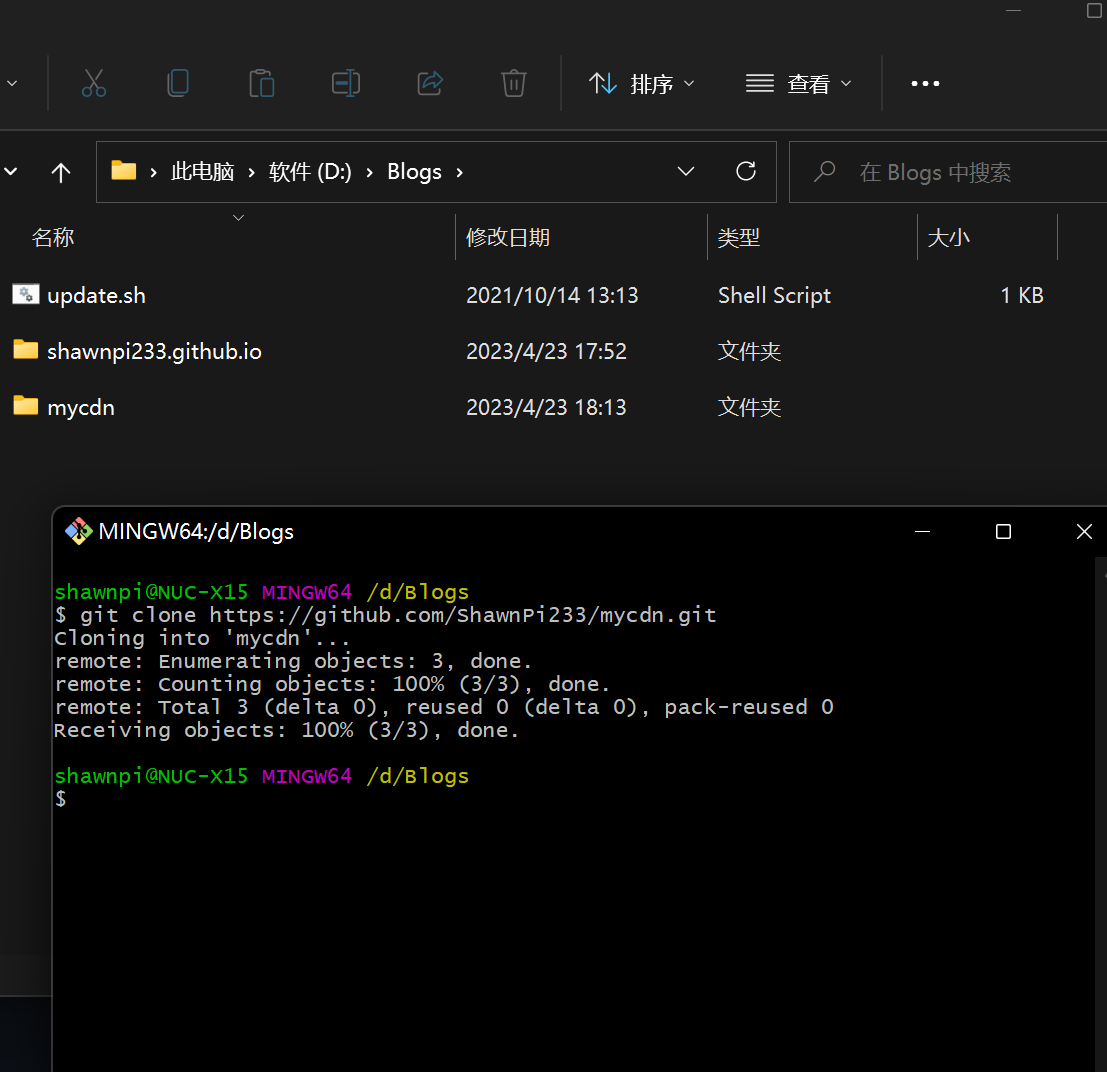 排序
查看
此电脑 › 软件 (D:) › Blogs ›
在 Blogs 中搜索
名称 修改日期 类型 大小
update.sh 2021/10/14 13:13 Shell Script 1 KB
shawnpi233.github.io 2023/4/23 17:52 文件夹
mycdn 2023/4/23 18:13 文件夹
MINGW64:/d/Blogs
shawnpi@NUC-X15 MINGW64 /d/Blogs
$ git clone https://github.com/ShawnPi233/mycdn.git
Cloning into 'mycdn'...
remote: Enumerating objects: 3, done.
remote: Counting objects: 100% (3/3), done.
remote: Total 3 (delta 0), reused 0 (delta 0), pack-reused 0
Receiving objects: 100% (3/3), done.
shawnpi@NUC-X15 MINGW64 /d/Blogs
$